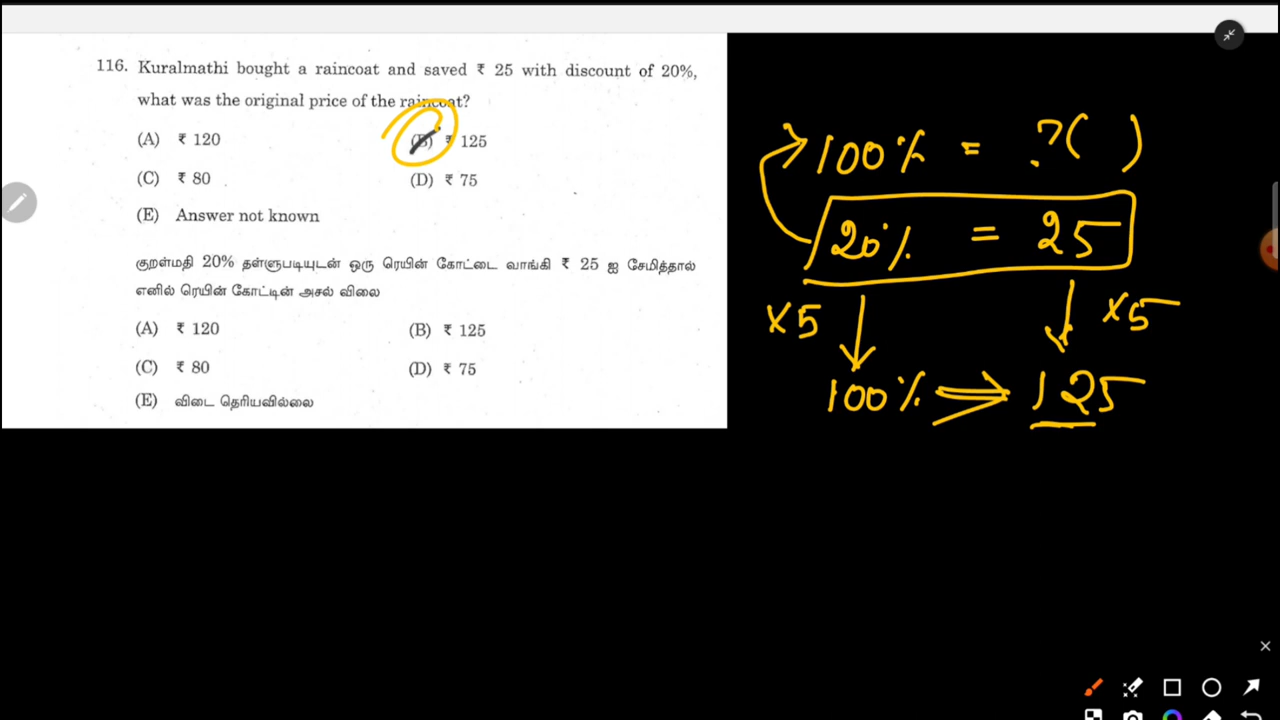 116. Kuralmathi bought a raincoat and saved ₹ 25 with discount of 20%,
what was the original price of the raincoat?
(A) ₹ 120
(B) ₹ 125
(C) ₹ 80
(D) ₹ 75
(E) Answer not known
குறள்மதி 20% தள்ளுபடியுடன் ஒரு ரெயின் கோட்டை வாங்கி ₹ 25 ஐ சேமித்தால்
எனில் ரெயின் கோட்டின் அசல் விலை
(A) ₹ 120
(B) ₹ 125
(C) ₹ 80
(D) ₹ 75
(E) விடை தெரியவில்லை
100% = ?( )
20% = 25
×5 ×5
100% ⇒ 125